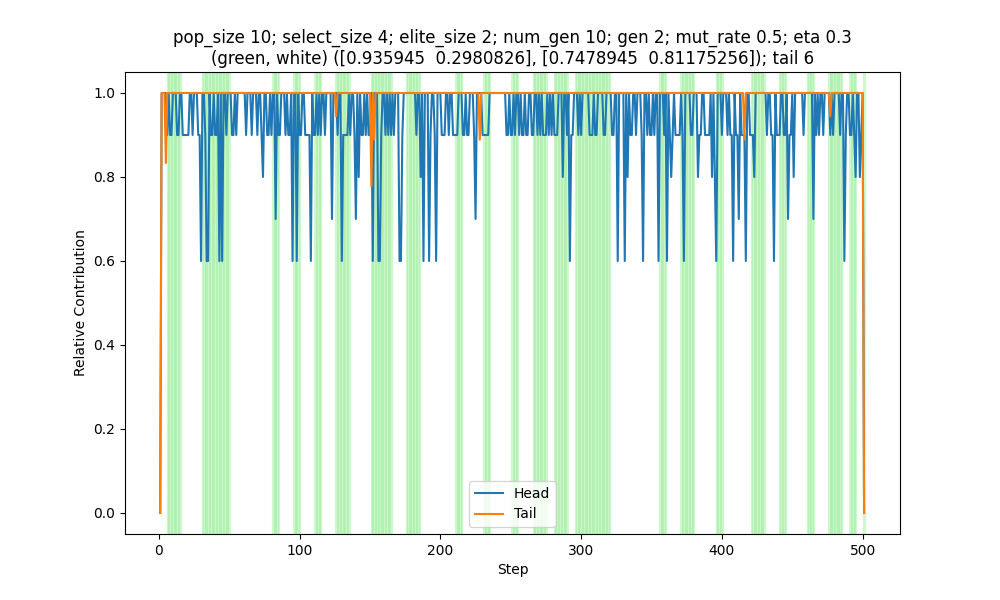 pop_size 10; select_size 4; elite_size 2; num_gen 10; gen 2; mut_rate 0.5; eta 0.3
(green, white) ([0.935945  0.2980826], [0.7478945  0.81175256]); tail 6
1.0
0.8
0.6
0.4
0.2
0.0
Relative Contribution
Head
Tail
0
100
200
300
400
500
Step